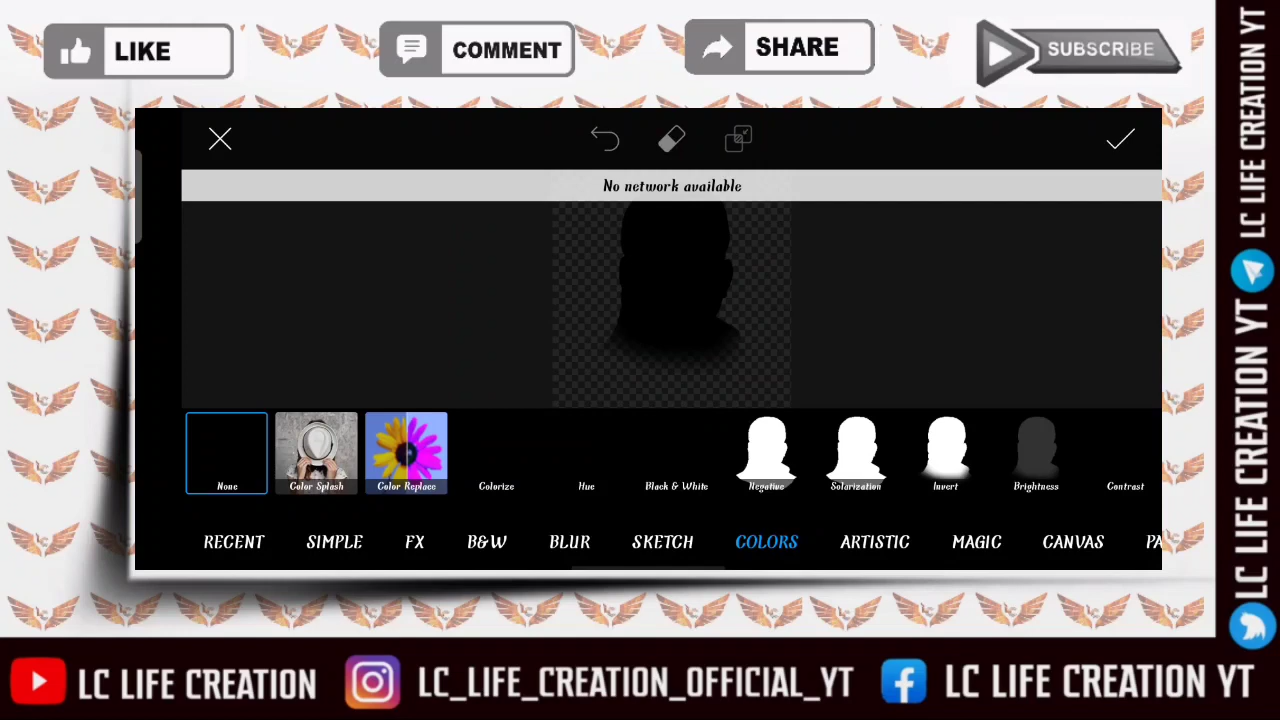 LIKE
COMMENT
SHARE
SUBSCRIBE
No network available
None
Color Splash
Color Replace
Colorize
Hue
Black & White
Negative
Solarization
Invert
Brightness
Contrast
RECENT
SIMPLE
FX
B&W
BLUR
SKETCH
COLORS
ARTISTIC
MAGIC
CANVAS
PA
LC LIFE CREATION
LC_LIFE_CREATION_OFFICIAL_YT
LC LIFE CREATION YT
LC LIFE CREATION YT
LC LIFE CREATION YT